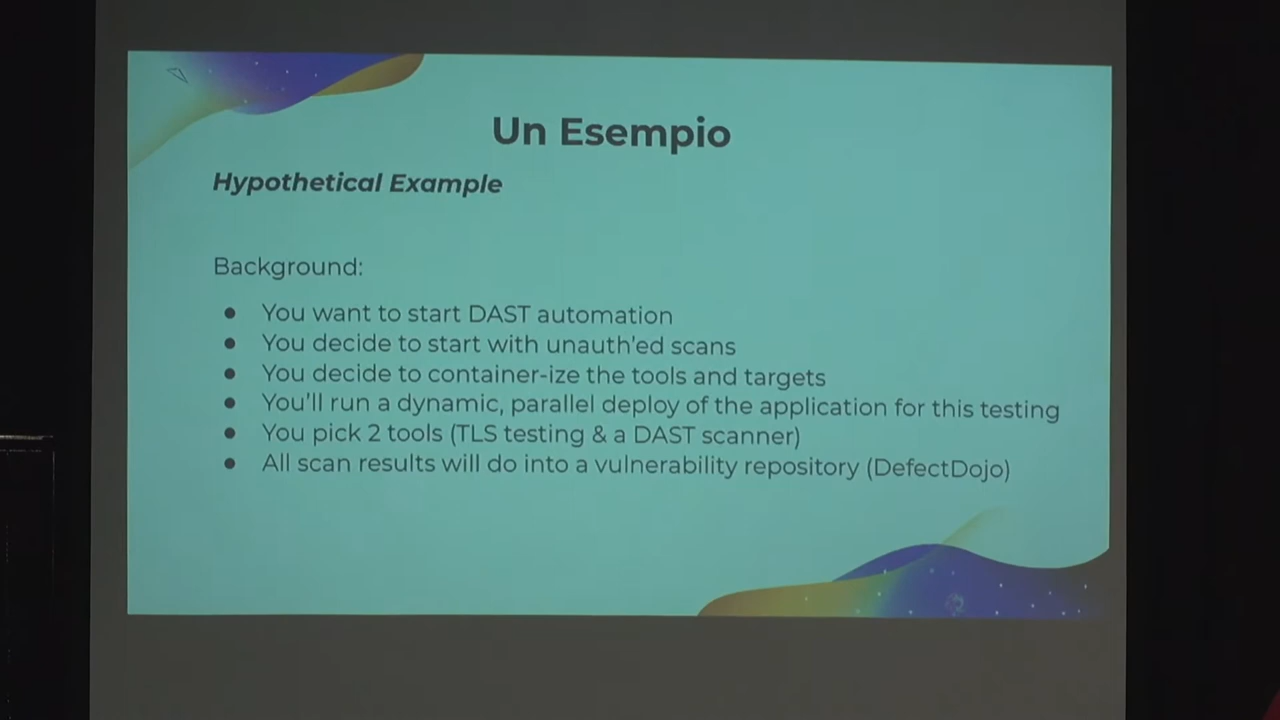 Un Esempio
Hypothetical Example
Background:
● You want to start DAST automation
● You decide to start with unauth'ed scans
● You decide to container-ize the tools and targets
● You'll run a dynamic, parallel deploy of the application for this testing
● You pick 2 tools (TLS testing & a DAST scanner)
● All scan results will do into a vulnerability repository (DefectDojo)